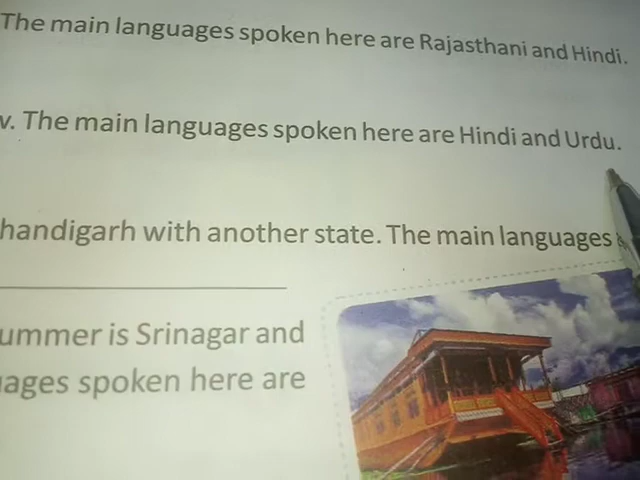 The main languages spoken here are Rajasthani and Hindi.
v. The main languages spoken here are Hindi and Urdu.
handigarh with another state. The main languages
ummer is Srinagar and
ages spoken here are